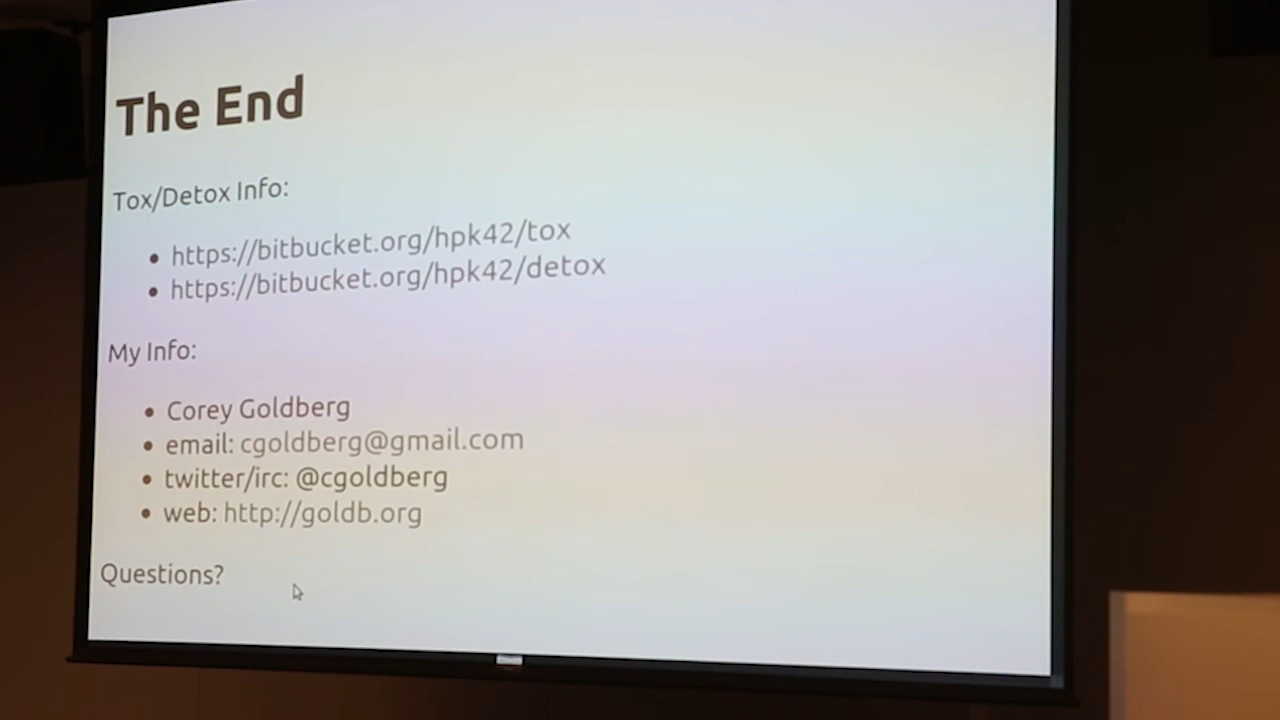 The End
Tox/Detox Info:
• https://bitbucket.org/hpk42/tox
• https://bitbucket.org/hpk42/detox
My Info:
• Corey Goldberg
• email: cgoldberg@gmail.com
• twitter/irc: @cgoldberg
• web: http://goldb.org
Questions?